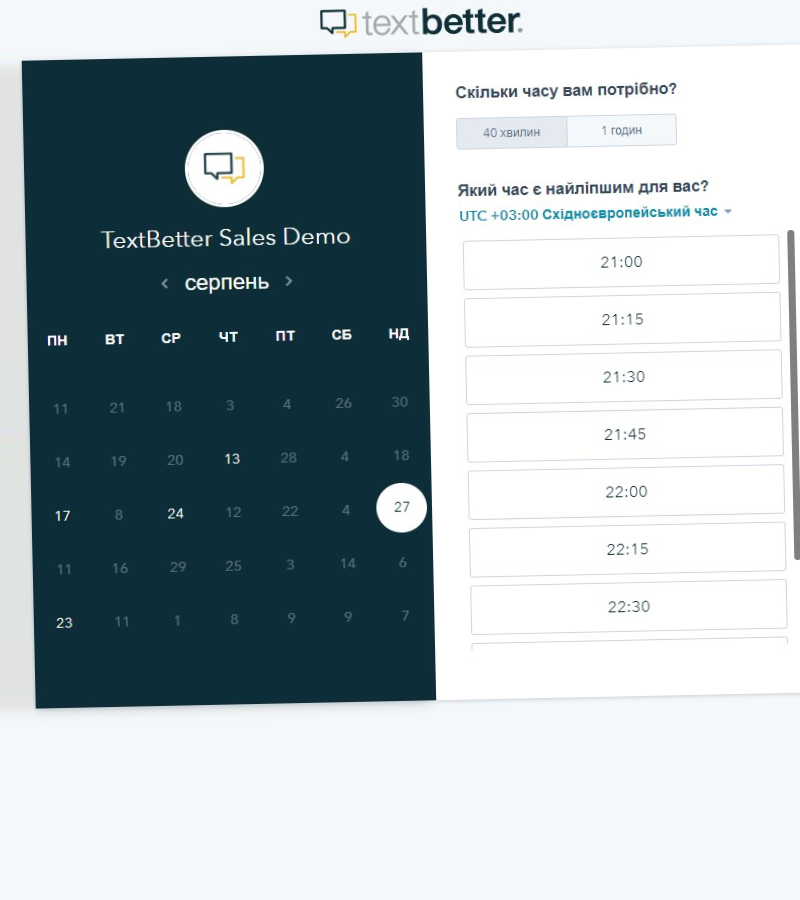 textbetter.
TextBetter Sales Demo
серпень
ПН ВТ СР ЧТ ПТ СБ НД
11 21 18 3 4 26 30
14 19 20 13 28 4 18
17 8 24 12 22 4 27
11 16 29 25 3 14 6
23 11 1 8 9 9 7
Скільки часу вам потрібно?
40 хвилин 1 годин
Який час є найліпшим для вас?
UTC +03:00 Східноєвропейський час
21:00
21:15
21:30
21:45
22:00
22:15
22:30